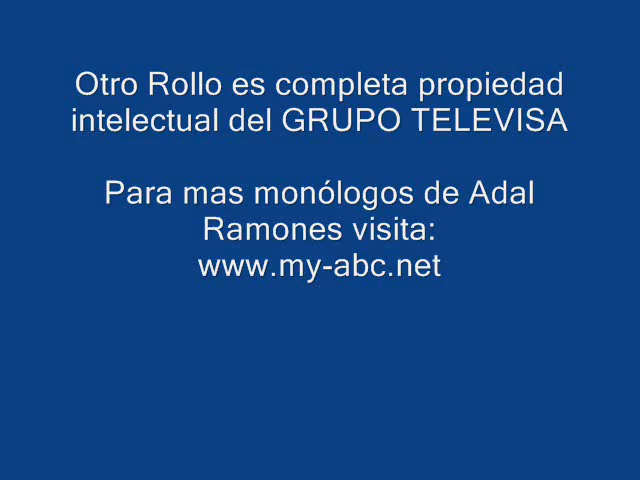 Otro Rollo es completa propiedad
intelectual del GRUPO TELEVISA
Para mas monólogos de Adal
Ramones visita:
www.my-abc.net